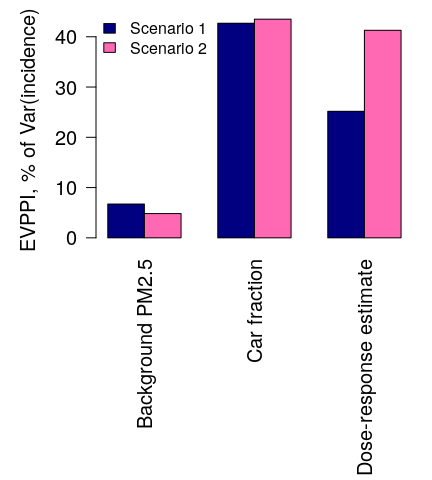 Scenario 1
Scenario 2
EVPPI, % of Var(incidence)
40
30
20
10
0
Background PM2.5
Car fraction
Dose-response estimate